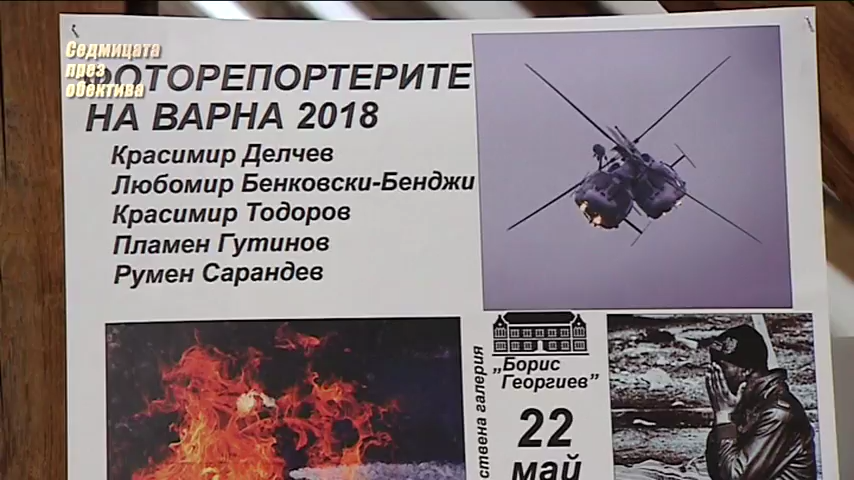 Седмицата
през
обектива
ФОТОРЕПОРТЕРИТЕ
НА ВАРНА 2018
Красимир Делчев
Любомир Бенковски-Бенджи
Красимир Тодоров
Пламен Гутинов
Румен Сарандев
„Борис
Георгиев”
галерия
22
май